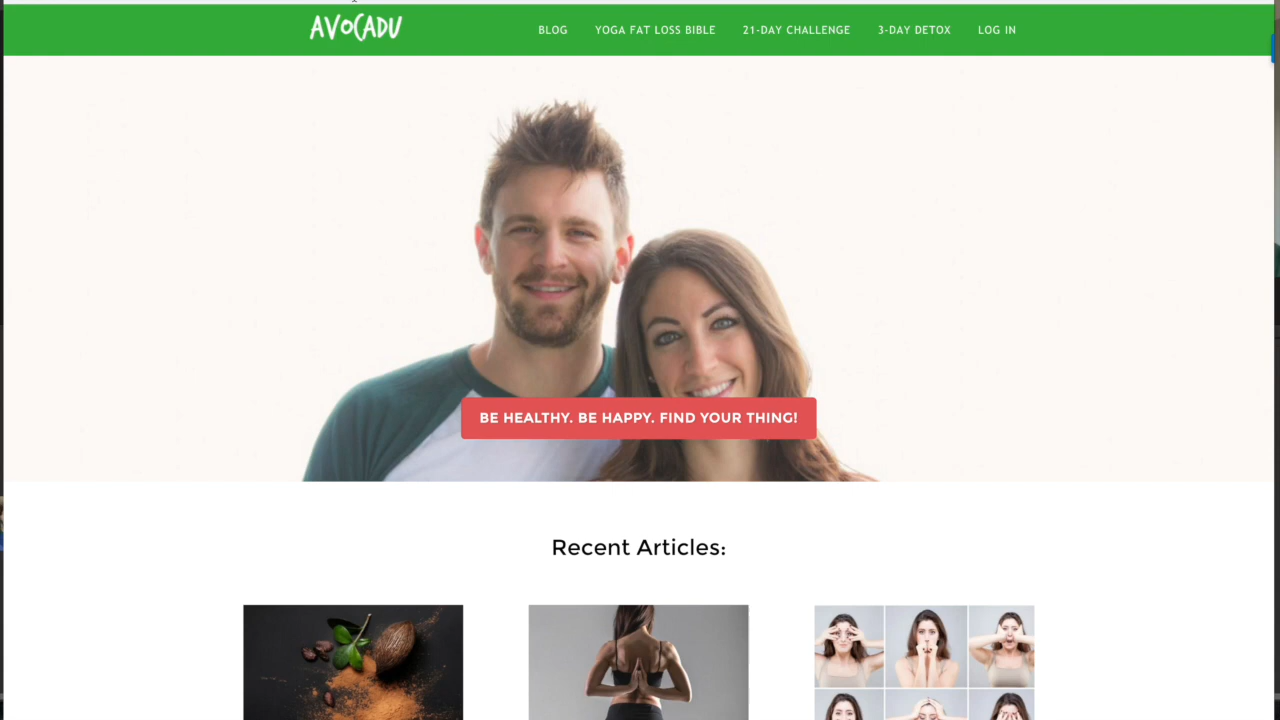 AVOCADU
BLOG YOGA FAT LOSS BIBLE 21-DAY CHALLENGE 3-DAY DETOX LOG IN
BE HEALTHY. BE HAPPY. FIND YOUR THING!
Recent Articles: